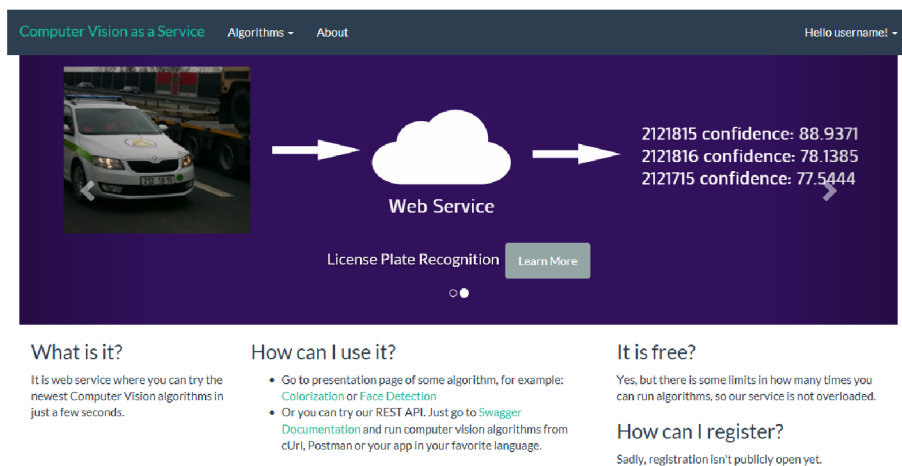 Computer Vision as a Service
Algorithms
About
Hello username!
2121815 confidence: 88.9371
2121816 confidence: 78.1385
2121715 confidence: 77.5444
Web Service
License Plate Recognition
Learn More
What is it?
It is web service where you can try the
newest Computer Vision algorithms in
just a few seconds.
How can I use it?
• Go to presentation page of some algorithm, for example:
Colorization or Face Detection
• Or you can try our REST API. Just go to Swagger
Documentation and run computer vision algorithms from
cUrl, Postman or your app in your favorite language.
It is free?
Yes, but there is some limits in how many times you
can run algorithms, so our service is not overloaded.
How can I register?
Sadly, registration isn't publicly open yet.